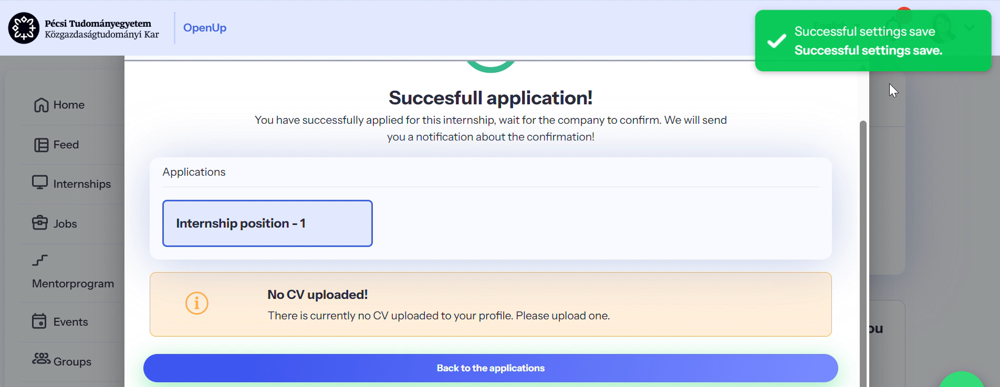 Pécsi Tudományegyetem
Közgazdaságtudományi Kar
OpenUp
Successful settings save
Successful settings save.
Home
Feed
Internships
Jobs
Mentorprogram
Events
Groups
Succesfull application!
You have successfully applied for this internship, wait for the company to confirm. We will send
you a notification about the confirmation!
Applications
Internship position - 1
No CV uploaded!
There is currently no CV uploaded to your profile. Please upload one.
Back to the applications